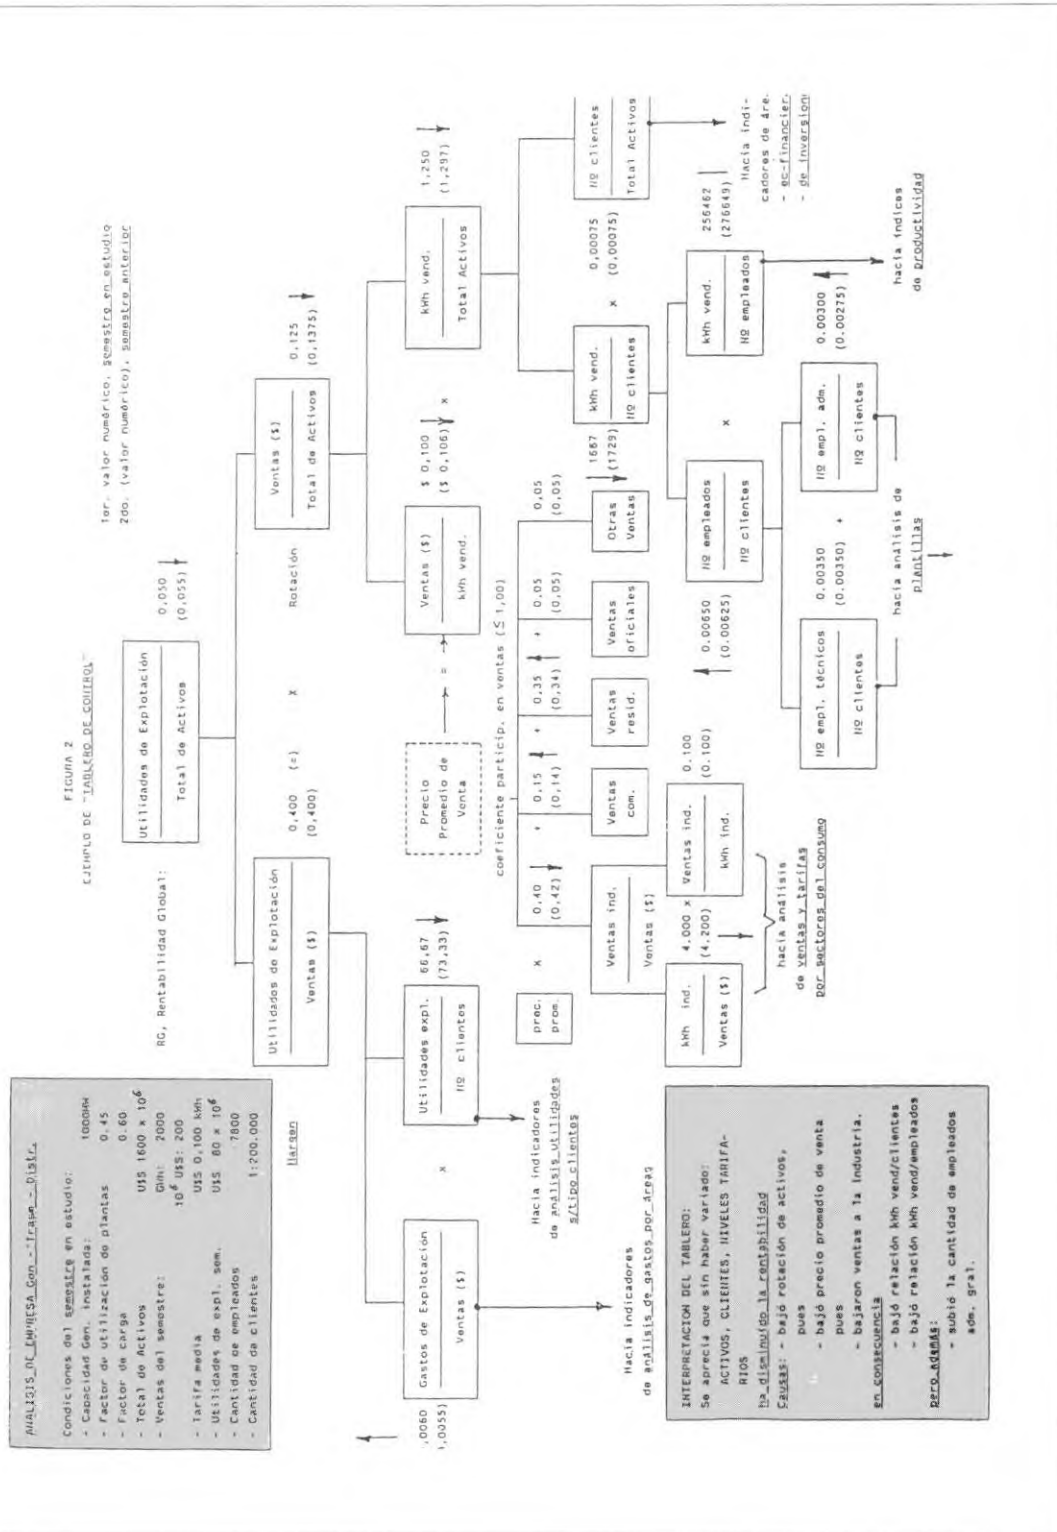 FIGURA 2
EJEMPLO DE "TABLERO DE CONTROL"
1er. valor numérico, semestre en estudio
2do. (valor numérico), semestre anterior
ANALISIS DE EMPRESA Gen.-Trasm.-Distr.
Condiciones del semestre en estudio:
- Capacidad Gen. instalada: 1000MW
- Factor de utilización de plantas 0.45
- Factor de carga 0.60
- Total de Activos U$S 1600 x 10⁶
- Ventas del semestre: GWh: 2000
10⁶ U$S: 200
- Tarifa media U$S 0,100 kWh
- Utilidades de expl. sem. U$S 80 x 10⁶
- Cantidad de empleados 7800
- Cantidad de clientes 1:200.000
RG, Rentabilidad Global:
Utilidades de Explotación
Total de Activos
0,050
(0,055)
Margen
Utilidades de Explotación
Ventas ($)
0,400 (=)
(0,400)
x
Rotación
Ventas ($)
Total de Activos
0,125
(0,1375)
,0060
,0055)
Gastos de Explotación
Ventas ($)
x
Utilidades expl.
Nº clientes
66,67
(73,33)
Precio
Promedio de
Venta
=
Ventas ($)
kWh vend.
$ 0,100
($ 0,106)
x
kWh vend.
Total Activos
1,250
(1,297)
Hacia indicadores
de análisis utilidades
s/tipo clientes
Hacia indicadores
de análisis de gastos por áreas
coeficiente particip. en ventas (≤ 1,00)
prec.
prom.
x
0,40
(0,42)
+
0,15
(0,14)
+
0,35
(0,34)
+
0,05
(0,05)
0,05
(0,05)
Ventas ind.
Ventas ($)
Ventas
com.
Ventas
resid.
Ventas
oficiales
Otras
Ventas
kWh ind.
Ventas ($)
4.000 x
(4.200)
Ventas ind.
kWh ind.
0.100
(0.100)
hacia análisis
de ventas y tarifas
por sectores del consumo
1667
(1729)
kWh vend.
Nº clientes
x
0,00075
(0,00075)
Nº clientes
Total Activos
Hacia indi-
cadores de áre.
- ec-financier.
- de inversion
0.00650
(0.00625)
Nº empleados
Nº clientes
x
kWh vend.
Nº empleados
256462
(276649)
hacia índices
de productividad
Nº empl. técnicos
Nº clientes
0.00350
(0.00350) +
Nº empl. adm.
Nº clientes
0.00300
(0.00275)
hacia análisis de
plantillas
INTERPRETACION DEL TABLERO:
Se aprecia que sin haber variado:
ACTIVOS, CLIENTES, NIVELES TARIFA-
RIOS
ha disminuído la rentabilidad
Causas: - bajó rotación de activos,
pues
- bajó precio promedio de venta
pues
- bajaron ventas a la Industria.
en consecuencia
- bajó relación kWh vend/clientes
- bajó relación kWh vend/empleados
pero además:
- subió la cantidad de empleados
adm. gral.